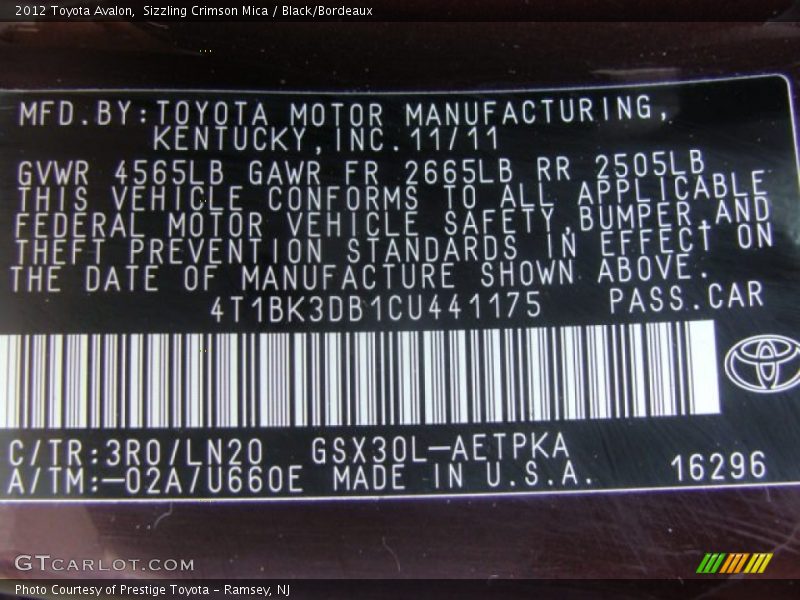 2012 Toyota Avalon, Sizzling Crimson Mica / Black/Bordeaux
MFD.BY:TOYOTA MOTOR MANUFACTURING,
KENTUCKY,INC.11/11
GVWR 4565LB GAWR FR 2665LB RR 2505LB
THIS VEHICLE CONFORMS TO ALL APPLICABLE
FEDERAL MOTOR VEHICLE SAFETY,BUMPER,AND
THEFT PREVENTION STANDARDS IN EFFECT ON
THE DATE OF MANUFACTURE SHOWN ABOVE.
4T1BK3DB1CU441175 PASS.CAR
C/TR:3R0/LN20 GSX30L-AETPKA
A/TM:-02A/U660E MADE IN U.S.A. 16296
GTCARLOT.COM
Photo Courtesy of Prestige Toyota - Ramsey, NJ